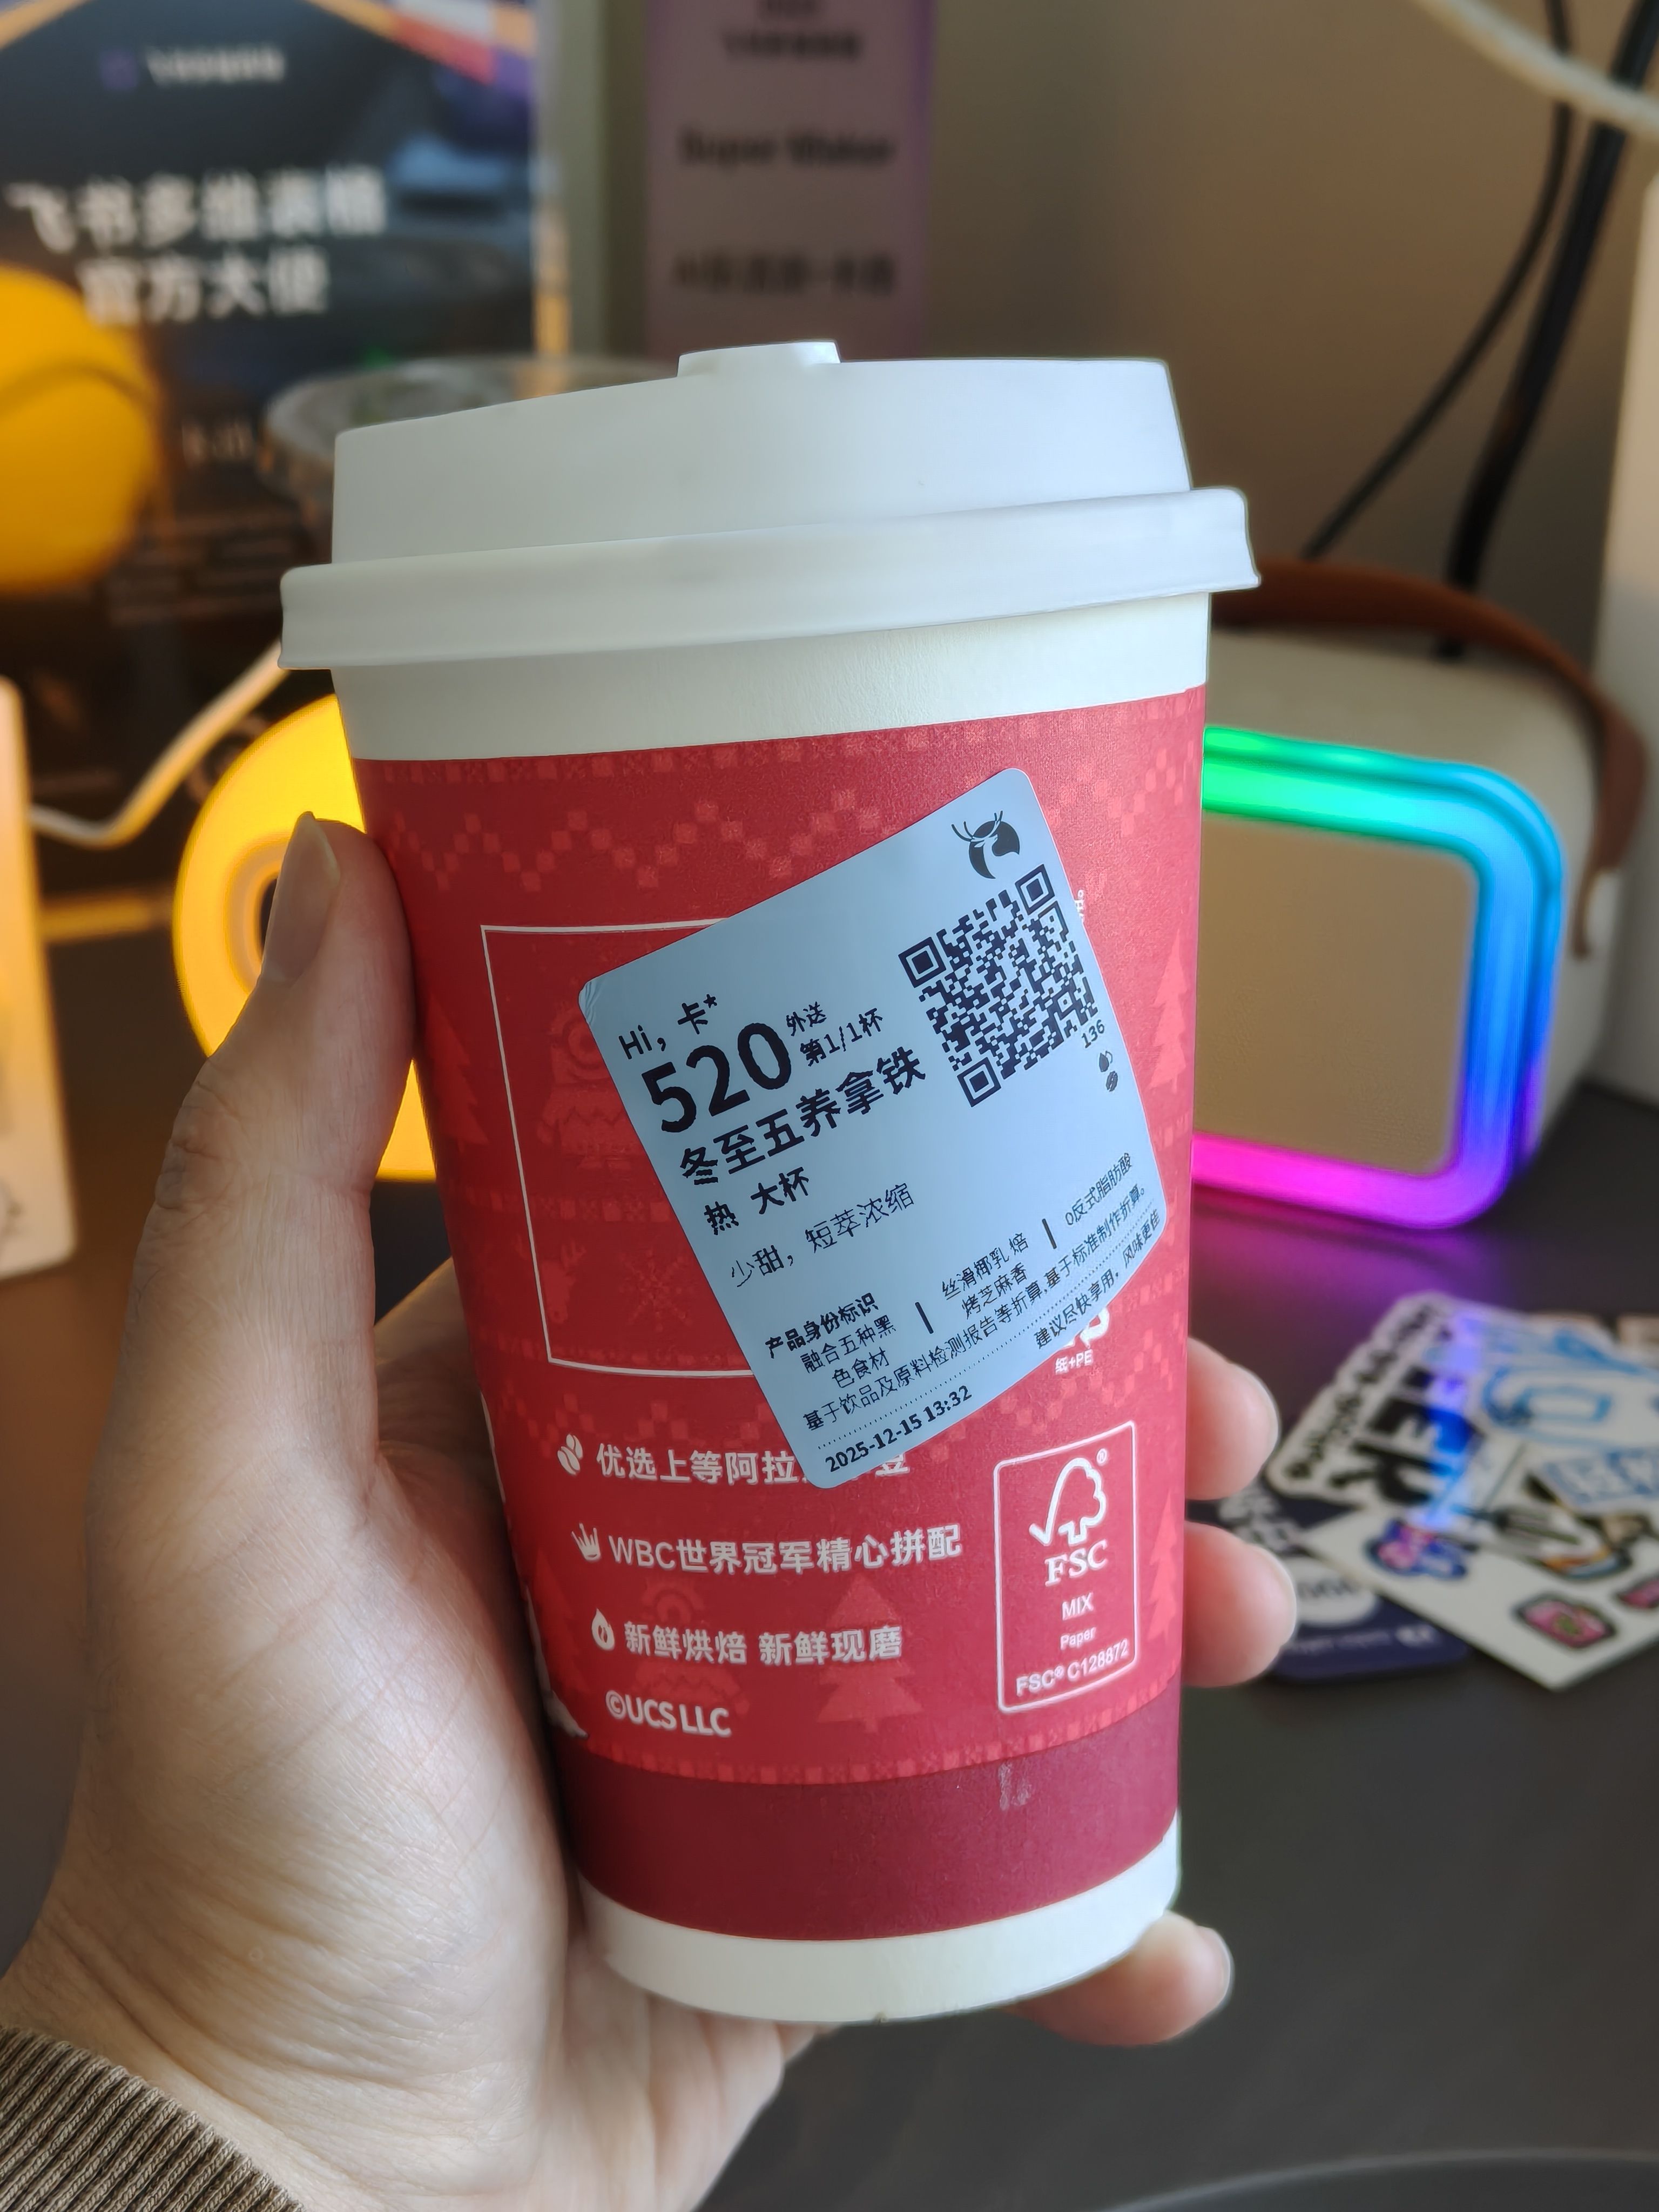 飞书多维表格
官方大使
Super Maker
Hi, 卡*
520
外送
第1/1杯
冬至五养拿铁
热 大杯
少甜, 短萃浓缩
136
产品身份标识
融合五种黑
色食材
丝滑椰乳 焙
烤芝麻香
0反式脂肪酸
基于饮品及原料检测报告等折算,基于标准制作折算。
建议尽快享用, 风味更佳
2025-12-15 13:32
纸+PE
优选上等阿拉
豆
WBC世界冠军精心拼配
新鲜烘焙 新鲜现磨
©UCS LLC
FSC®
MIX
Paper
FSC® C128872